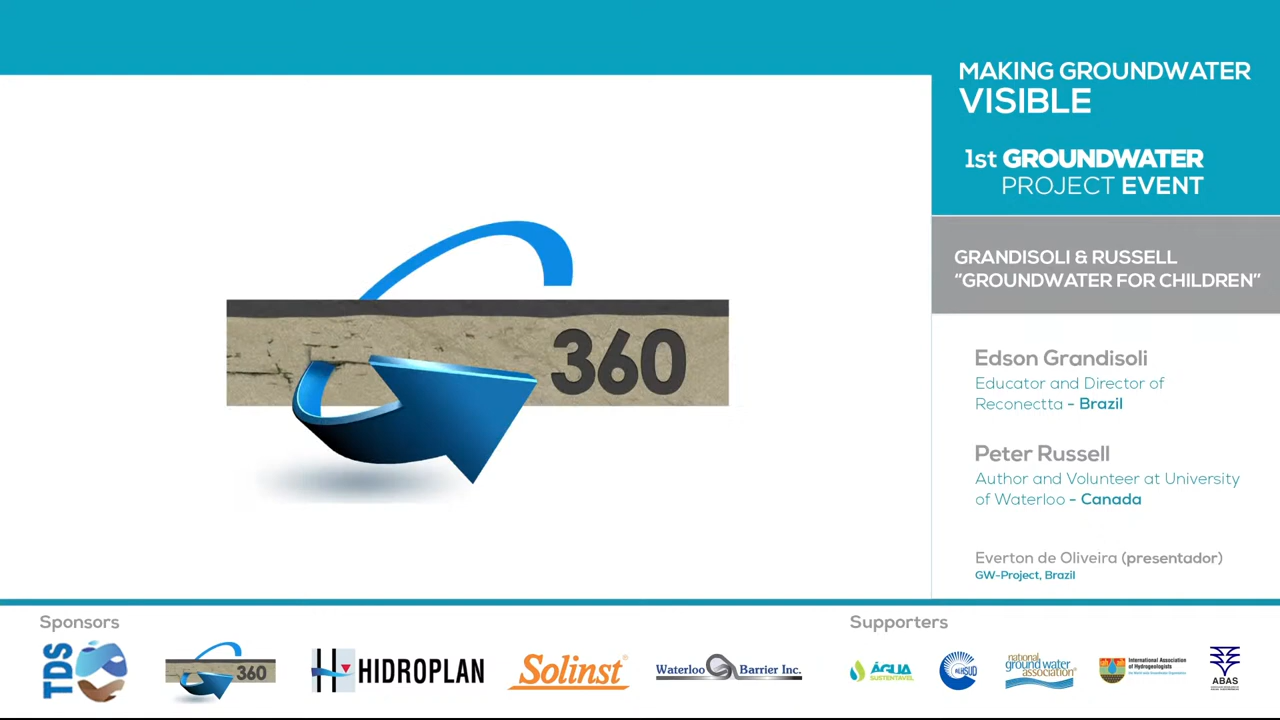 MAKING GROUNDWATER
VISIBLE
1st GROUNDWATER
PROJECT EVENT
GRANDISOLI & RUSSELL
“GROUNDWATER FOR CHILDREN”
360
Edson Grandisoli
Educator and Director of
Reconectta - Brazil
Peter Russell
Author and Volunteer at University
of Waterloo - Canada
Everton de Oliveira (presentador)
GW-Project, Brazil
Sponsors
Supporters
TDS
360
HIDROPLAN
Solinst®
Waterloo Barrier Inc.
ÁGUA
SUSTENTÁVEL
national
ground water
association
International Association
of Hydrogeologists
ABAS